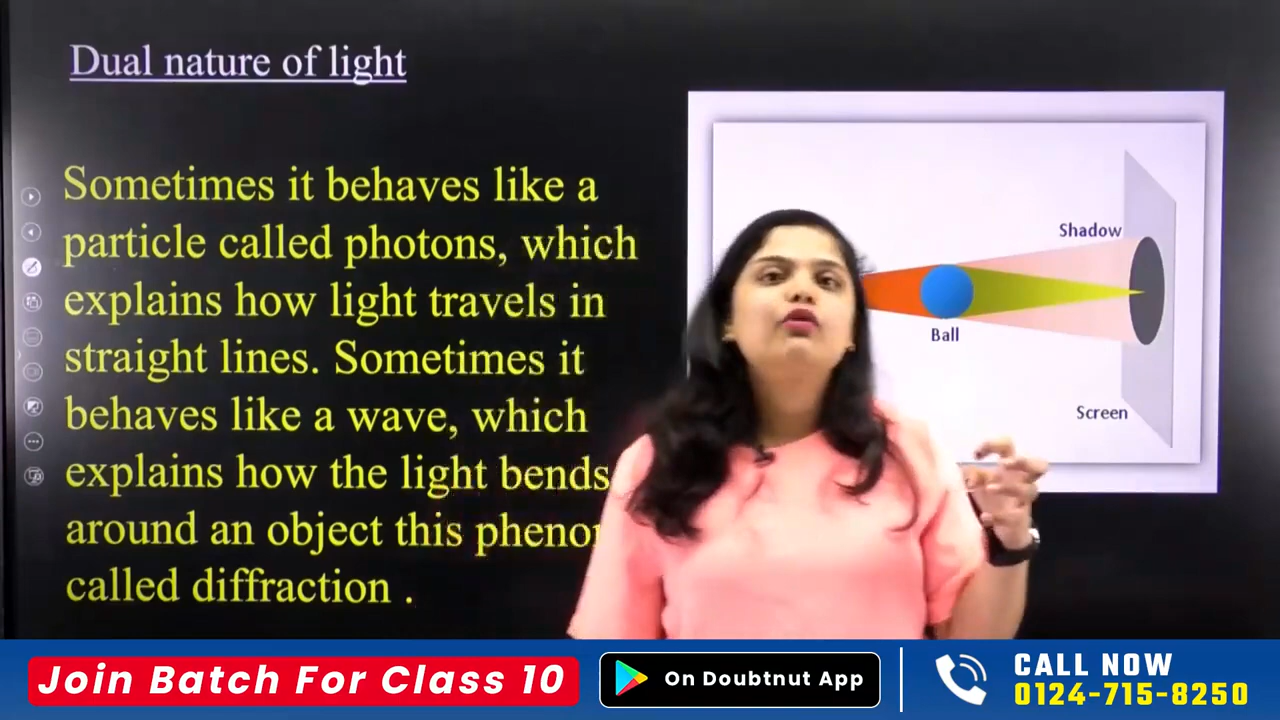 Dual nature of light
Sometimes it behaves like a
particle called photons, which
explains how light travels in
straight lines. Sometimes it
behaves like a wave, which
explains how the light bends
around an object this
called diffraction .
Shadow
Ball
Screen
Join Batch For Class 10
On Doubtnut App
CALL NOW
0124-715-8250